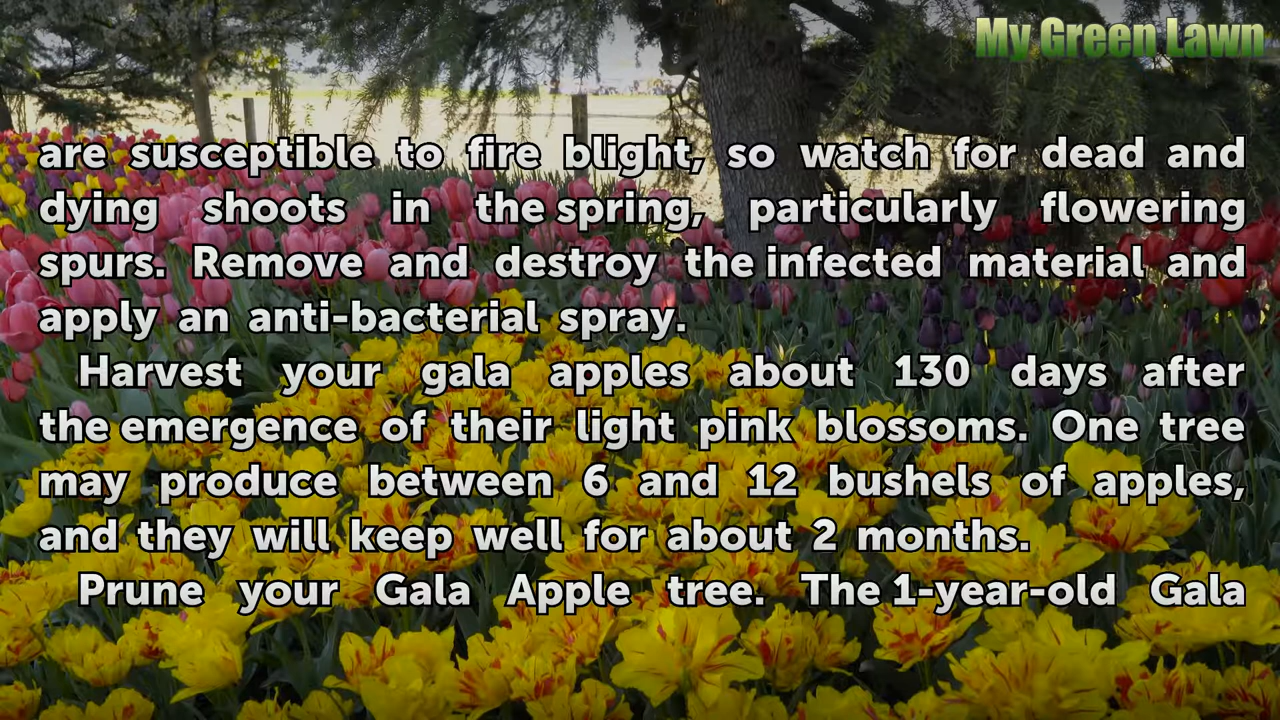 My Green Lawn
are susceptible to fire blight, so watch for dead and
dying shoots in the spring, particularly flowering
spurs. Remove and destroy the infected material and
apply an anti-bacterial spray.
Harvest your gala apples about 130 days after
the emergence of their light pink blossoms. One tree
may produce between 6 and 12 bushels of apples,
and they will keep well for about 2 months.
Prune your Gala Apple tree. The 1-year-old Gala